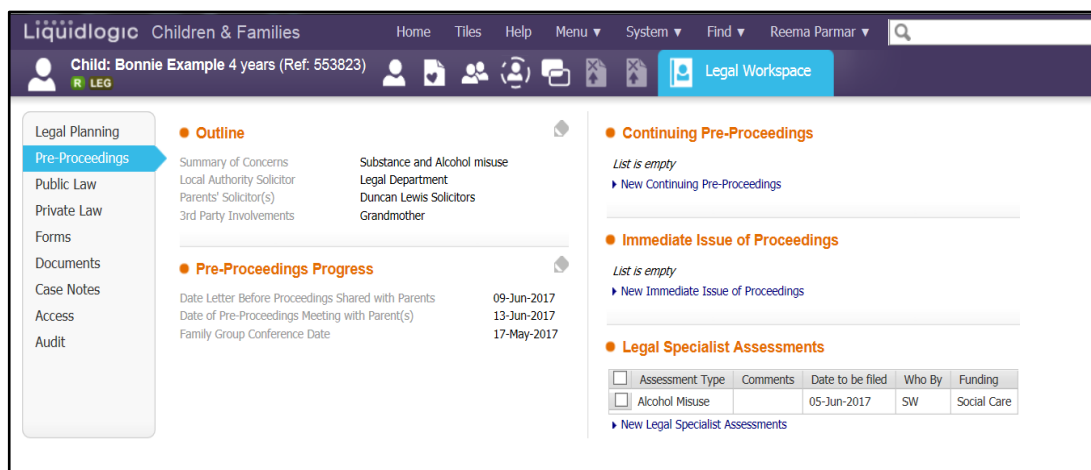 Liquidlogic Children & Families Home Tiles Help Menu ▾ System ▾ Find ▾ Reema Parmar ▾
Child: Bonnie Example 4 years (Ref: 553823)
R LEG
Legal Workspace
Legal Planning
Pre-Proceedings
Public Law
Private Law
Forms
Documents
Case Notes
Access
Audit
Outline
Summary of Concerns Substance and Alcohol misuse
Local Authority Solicitor Legal Department
Parents' Solicitor(s) Duncan Lewis Solicitors
3rd Party Involvements Grandmother
Pre-Proceedings Progress
Date Letter Before Proceedings Shared with Parents 09-Jun-2017
Date of Pre-Proceedings Meeting with Parent(s) 13-Jun-2017
Family Group Conference Date 17-May-2017
Continuing Pre-Proceedings
List is empty
New Continuing Pre-Proceedings
Immediate Issue of Proceedings
List is empty
New Immediate Issue of Proceedings
Legal Specialist Assessments
Assessment Type Comments Date to be filed Who By Funding
Alcohol Misuse 05-Jun-2017 SW Social Care
New Legal Specialist Assessments